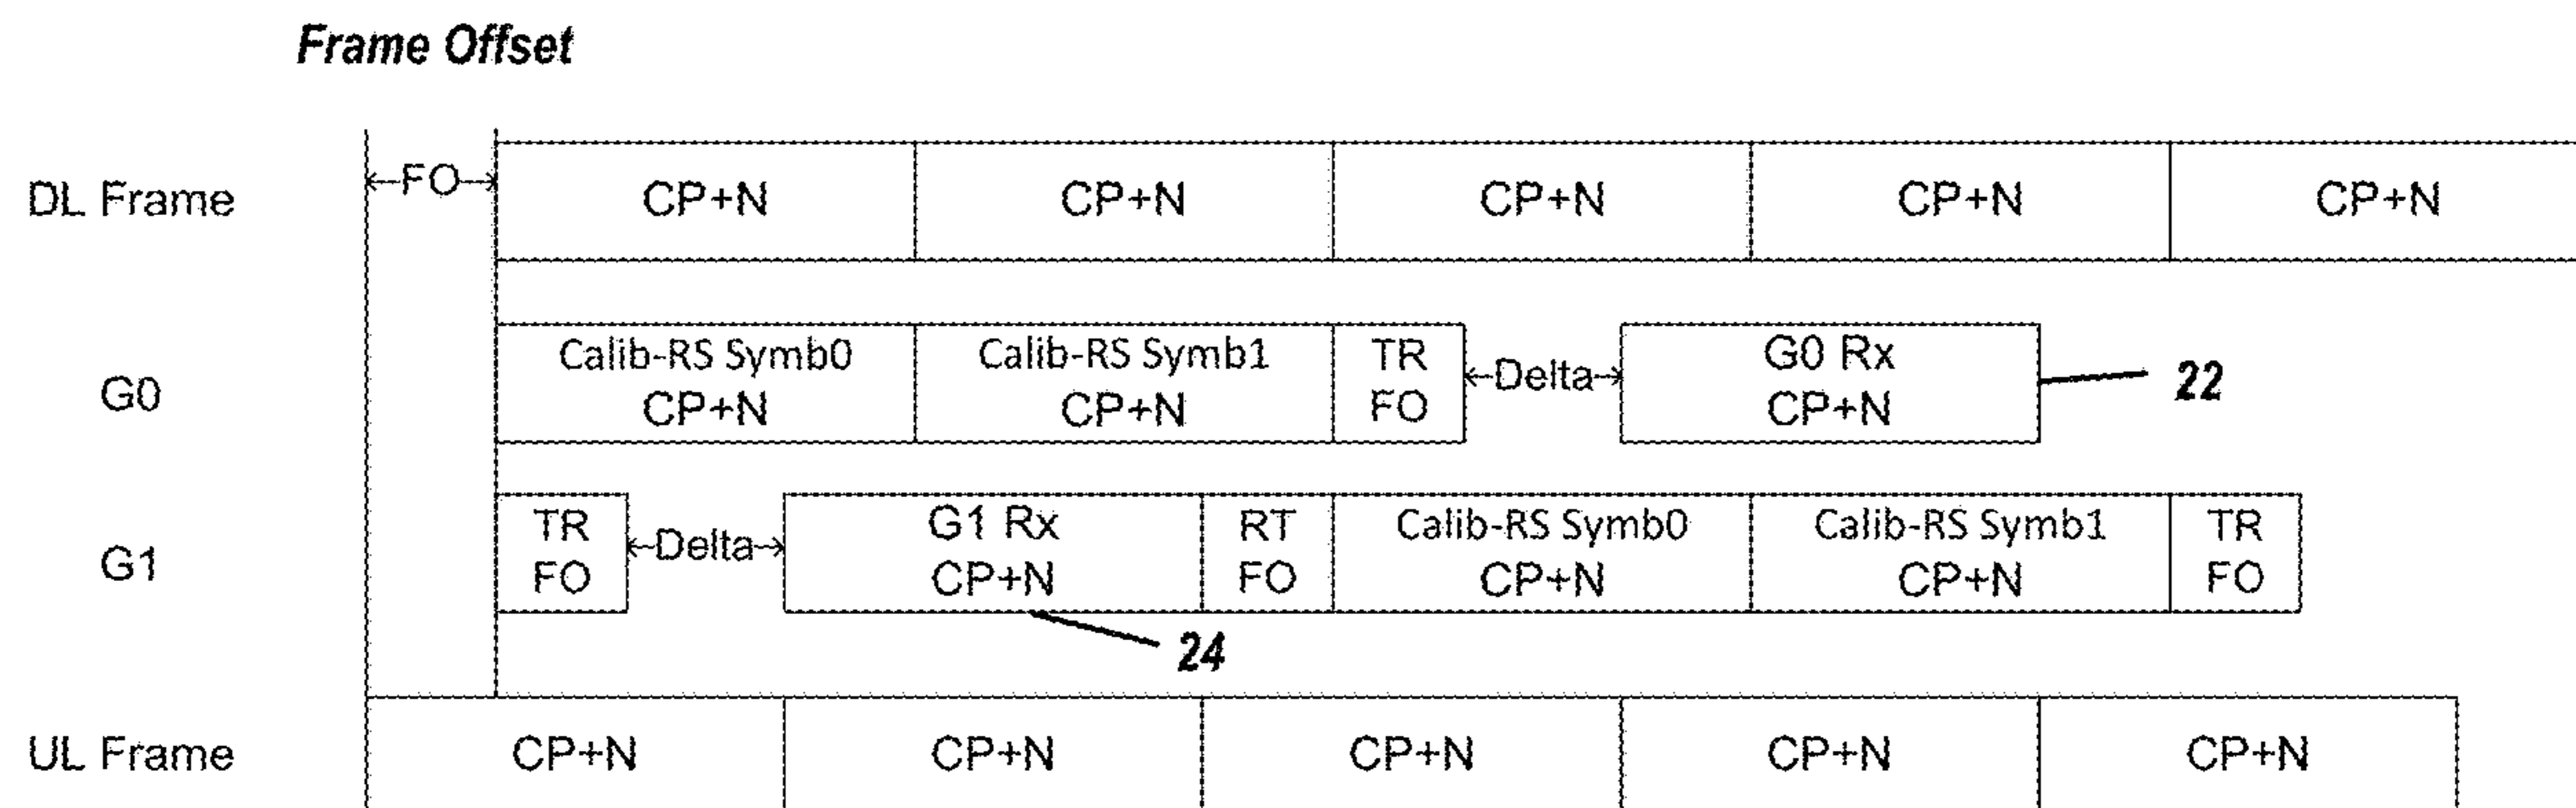 Frame Offset
DL Frame
FO
CP+N
CP+N
CP+N
CP+N
CP+N
G0
Calib-RS Symb0
CP+N
Calib-RS Symb1
CP+N
TR
FO
Delta
G0 Rx
CP+N
22
G1
TR
FO
Delta
G1 Rx
CP+N
RT
FO
Calib-RS Symb0
CP+N
Calib-RS Symb1
CP+N
TR
FO
24
UL Frame
CP+N
CP+N
CP+N
CP+N
CP+N